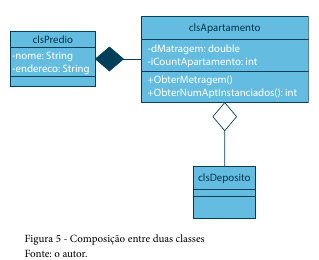 clsPredio
-nome: String
-endereco: String
clsApartamento
-dMatragem: double
-iCountApartamento: int
+ObterMetragem()
+ObterNumAptInstanciados(): int
clsDeposito
Figura 5 - Composição entre duas classes
Fonte: o autor.